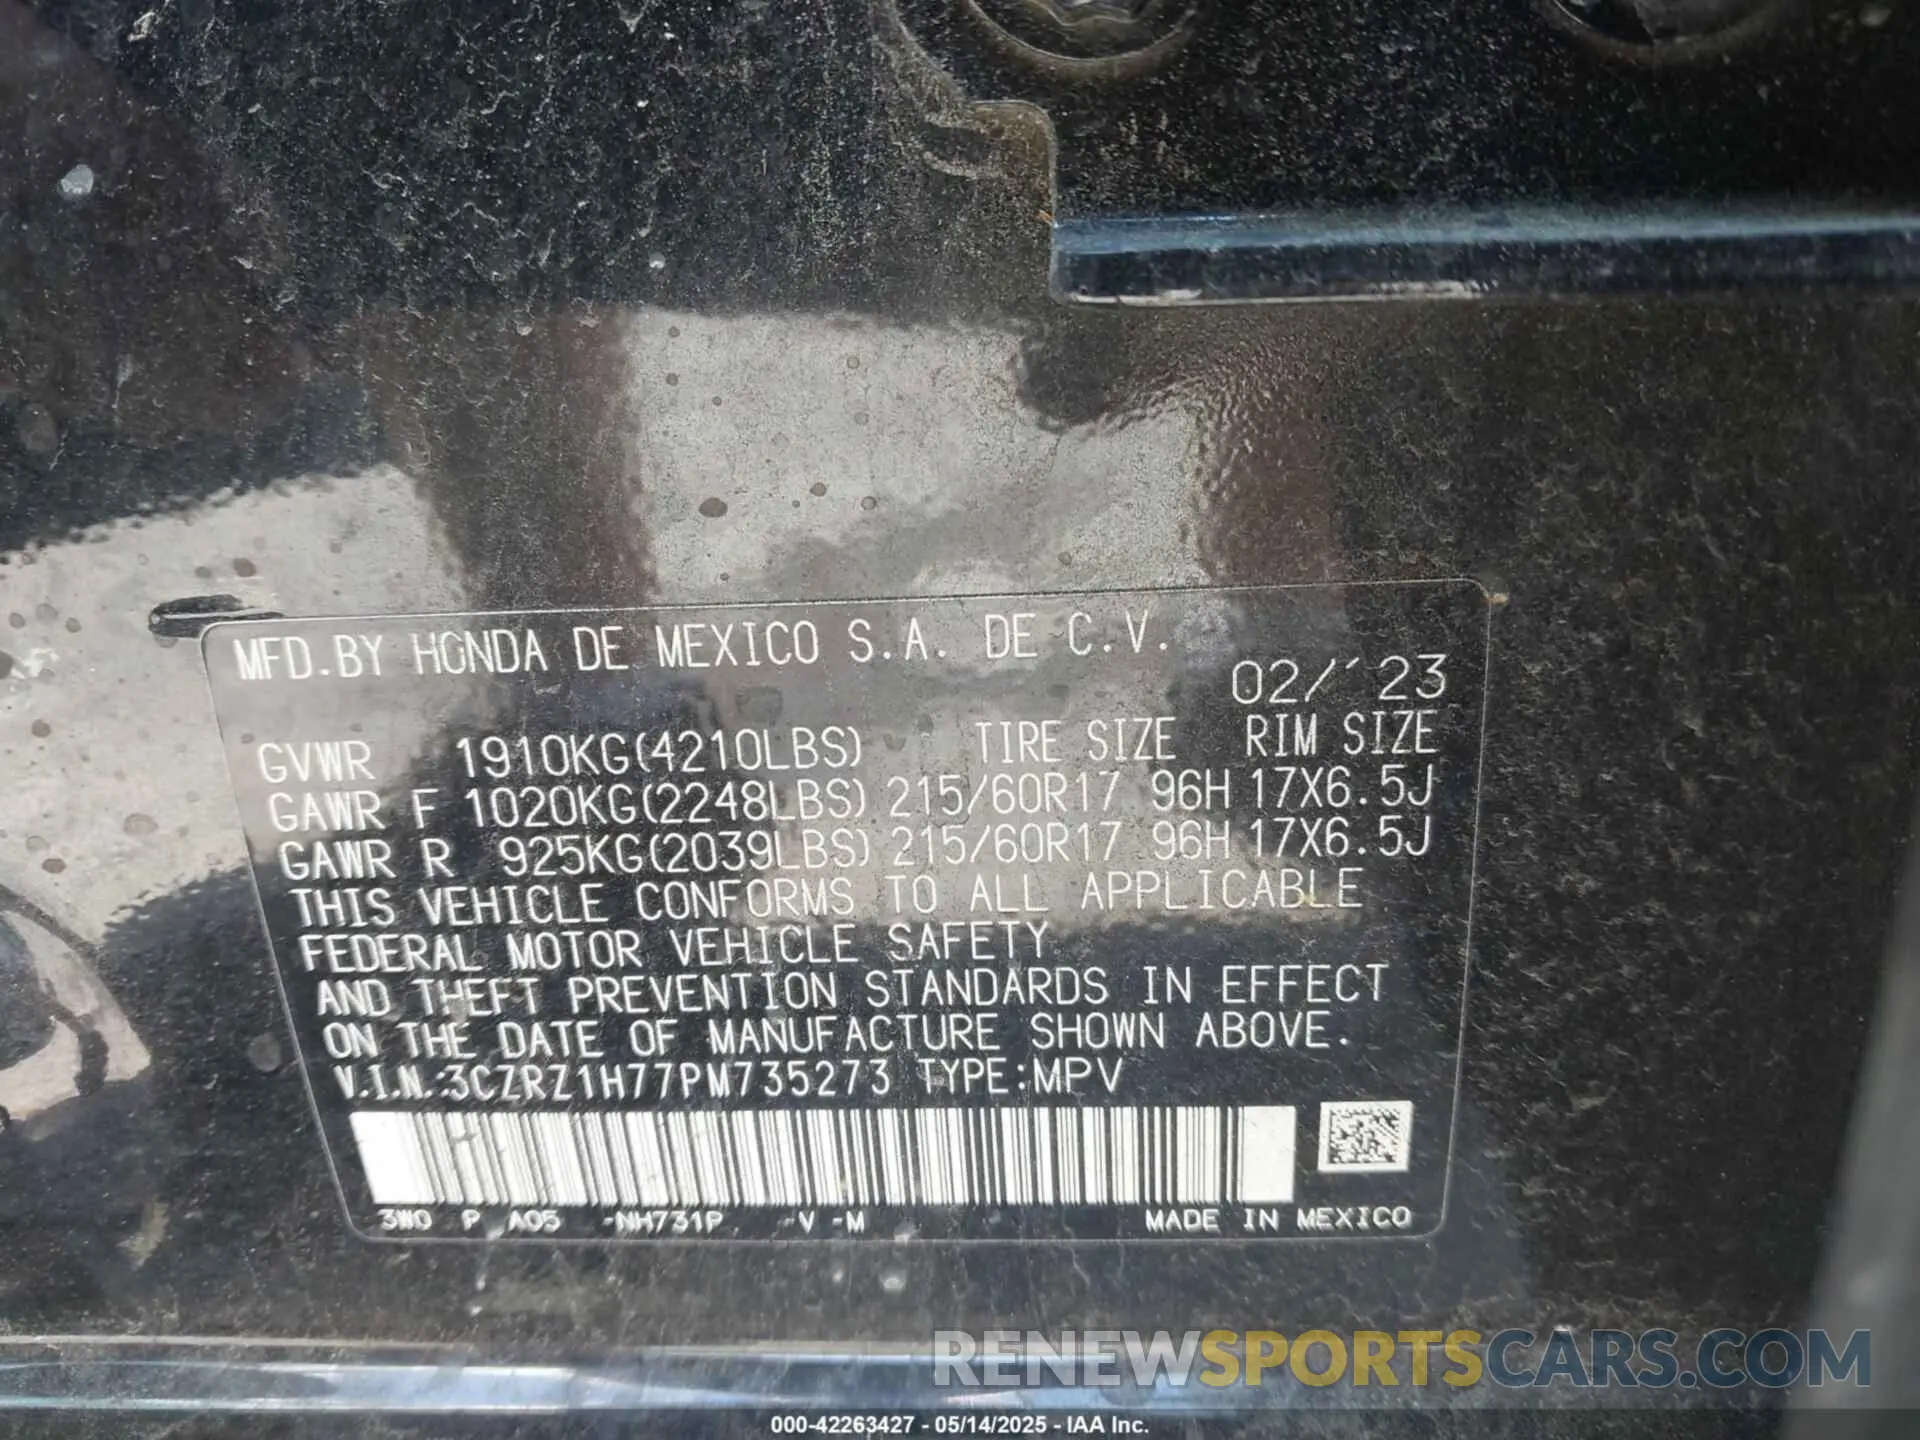 MFD.BY HONDA DE MEXICO S.A. DE C.V.
02/'23
GVWR 1910KG(4210LBS) TIRE SIZE RIM SIZE
GAWR F 1020KG(2248LBS) 215/60R17 96H 17X6.5J
GAWR R 925KG(2039LBS) 215/60R17 96H 17X6.5J
THIS VEHICLE CONFORMS TO ALL APPLICABLE
FEDERAL MOTOR VEHICLE SAFETY
AND THEFT PREVENTION STANDARDS IN EFFECT
ON THE DATE OF MANUFACTURE SHOWN ABOVE.
V.I.N.:3CZRZ1H77PM735273 TYPE:MPV
3W0 P A05 -NH731P -V -M MADE IN MEXICO
RENEWSPORTSCARS.COM
000-42263427 - 05/14/2025 - IAA Inc.